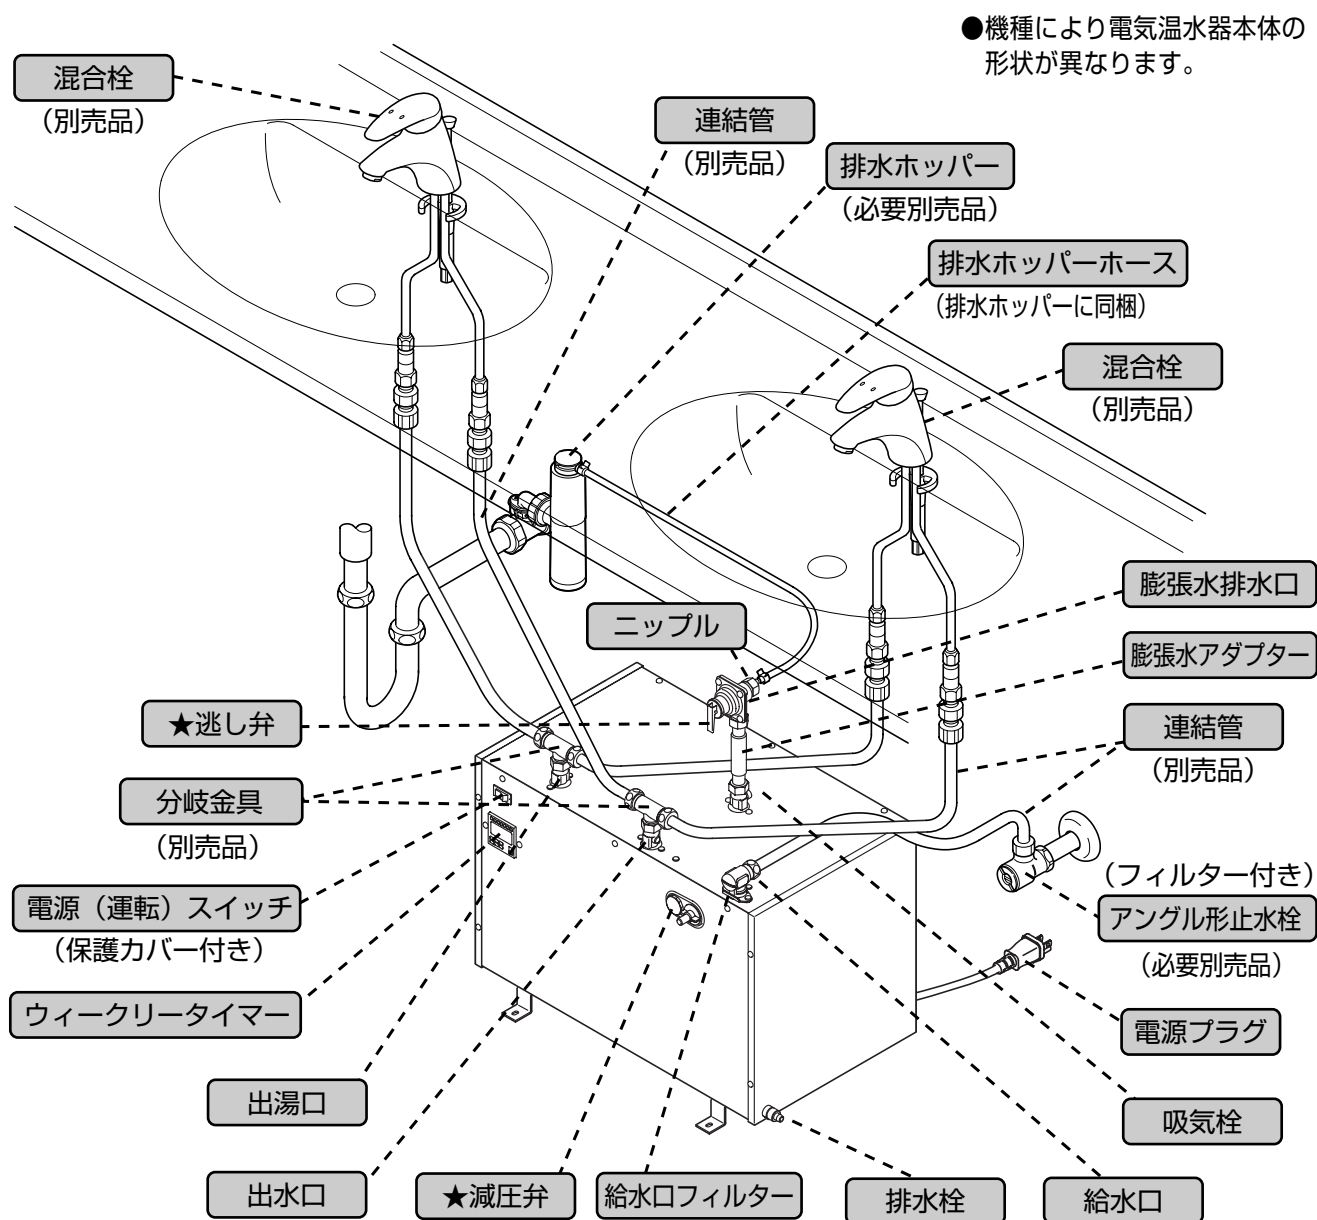 ●機種により電気温水器本体の
形状が異なります。
混合栓
（別売品）
連結管
（別売品）
排水ホッパー
（必要別売品）
排水ホッパーホース
（排水ホッパーに同梱）
混合栓
（別売品）
膨張水排水口
ニップル
膨張水アダプター
★逃し弁
連結管
（別売品）
分岐金具
（別売品）
（フィルター付き）
アングル形止水栓
（必要別売品）
電源（運転）スイッチ
（保護カバー付き）
ウィークリータイマー
電源プラグ
出湯口
吸気栓
出水口
★減圧弁
給水口フィルター
排水栓
給水口